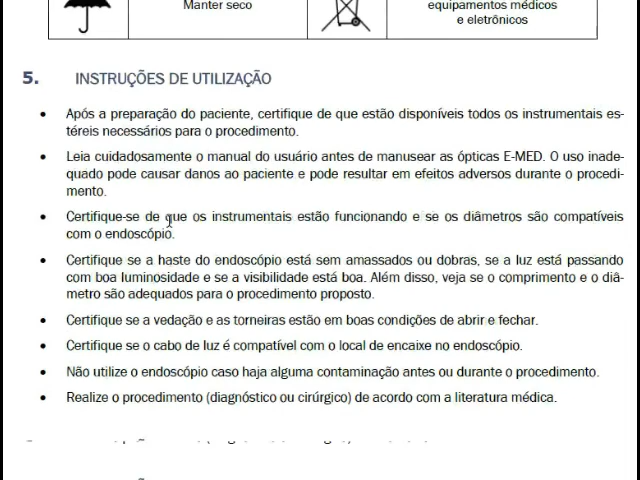 Manter seco
equipamentos médicos
e eletrônicos
5. INSTRUÇÕES DE UTILIZAÇÃO
• Após a preparação do paciente, certifique de que estão disponíveis todos os instrumentais es-
téreis necessários para o procedimento.
• Leia cuidadosamente o manual do usuário antes de manusear as ópticas E-MED. O uso inade-
quado pode causar danos ao paciente e pode resultar em efeitos adversos durante o procedi-
mento.
• Certifique-se de que os instrumentais estão funcionando e se os diâmetros são compatíveis
com o endoscópio.
• Certifique se a haste do endoscópio está sem amassados ou dobras, se a luz está passando
com boa luminosidade e se a visibilidade está boa. Além disso, veja se o comprimento e o diâ-
metro são adequados para o procedimento proposto.
• Certifique se a vedação e as torneiras estão em boas condições de abrir e fechar.
• Certifique se o cabo de luz é compatível com o local de encaixe no endoscópio.
• Não utilize o endoscópio caso haja alguma contaminação antes ou durante o procedimento.
• Realize o procedimento (diagnóstico ou cirúrgico) de acordo com a literatura médica.